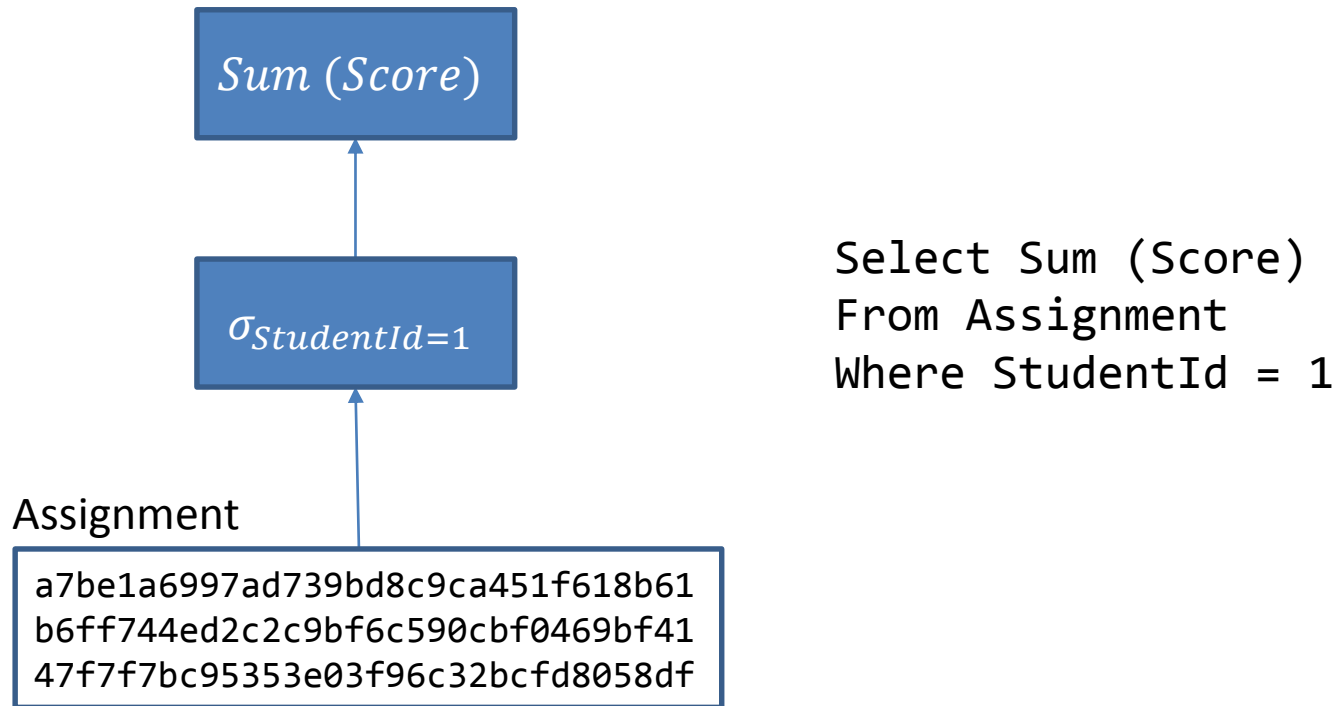 Sum (Score)
σStudentId=1
Select Sum (Score)
From Assignment
Where StudentId = 1
Assignment
a7be1a6997ad739bd8c9ca451f618b61
b6ff744ed2c2c9bf6c590cbf0469bf41
47f7f7bc95353e03f96c32bcfd8058df